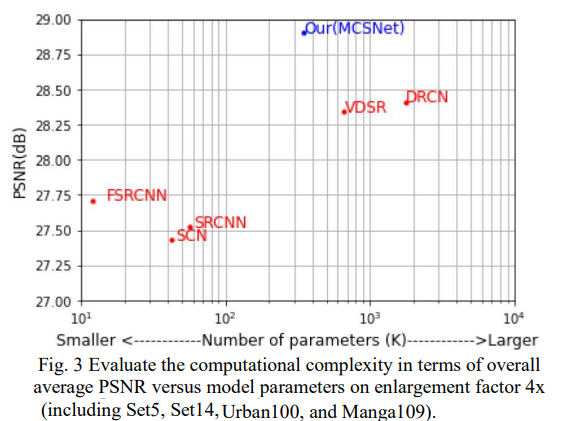 29.00
Our(MCSNet)
28.75
28.50
DRCN
VDSR
28.25
28.00
27.75
FSRCNN
27.50
SRCNN
SCN
27.25
27.00
PSNR(dB)
10¹ 10² 10³ 10⁴
Smaller <------------Number of parameters (K)------------>Larger
Fig. 3 Evaluate the computational complexity in terms of overall
average PSNR versus model parameters on enlargement factor 4x
(including Set5, Set14, Urban100, and Manga109).